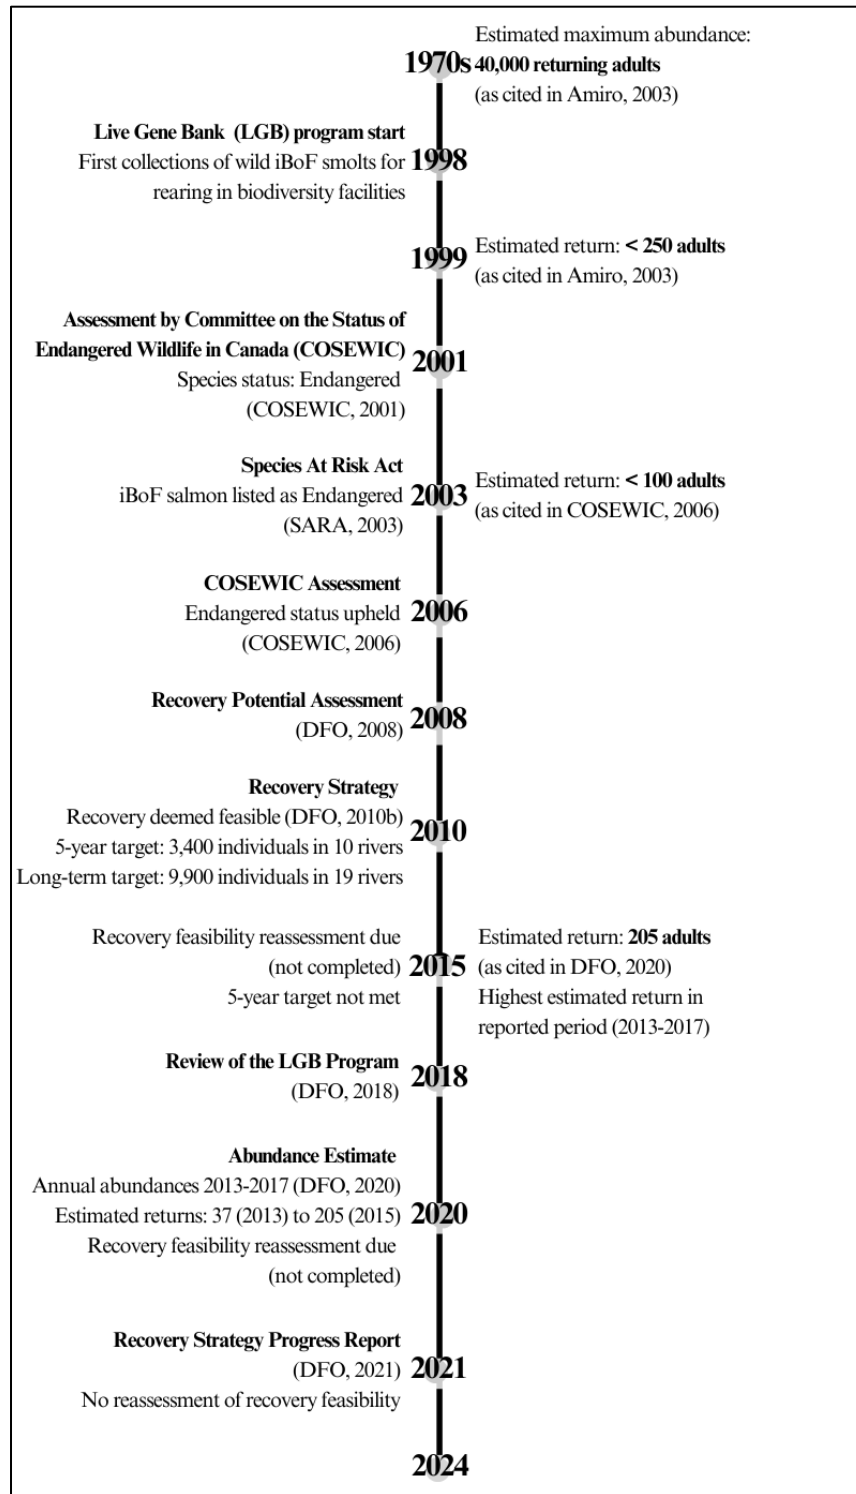 Estimated maximum abundance:
1970s 40,000 returning adults
(as cited in Amiro, 2003)
Live Gene Bank (LGB) program start
First collections of wild iBoF smolts for
rearing in biodiversity facilities
1998
1999
Estimated return: < 250 adults
(as cited in Amiro, 2003)
Assessment by Committee on the Status of
Endangered Wildlife in Canada (COSEWIC)
Species status: Endangered
(COSEWIC, 2001)
2001
Species At Risk Act
iBoF salmon listed as Endangered
(SARA, 2003)
2003
Estimated return: < 100 adults
(as cited in COSEWIC, 2006)
COSEWIC Assessment
Endangered status upheld
(COSEWIC, 2006)
2006
Recovery Potential Assessment
(DFO, 2008)
2008
Recovery Strategy
Recovery deemed feasible (DFO, 2010b)
5-year target: 3,400 individuals in 10 rivers
Long-term target: 9,900 individuals in 19 rivers
2010
Recovery feasibility reassessment due
(not completed)
5-year target not met
2015
Estimated return: 205 adults
(as cited in DFO, 2020)
Highest estimated return in
reported period (2013-2017)
Review of the LGB Program
(DFO, 2018)
2018
Abundance Estimate
Annual abundances 2013-2017 (DFO, 2020)
Estimated returns: 37 (2013) to 205 (2015)
Recovery feasibility reassessment due
(not completed)
2020
Recovery Strategy Progress Report
(DFO, 2021)
No reassessment of recovery feasibility
2021
2024